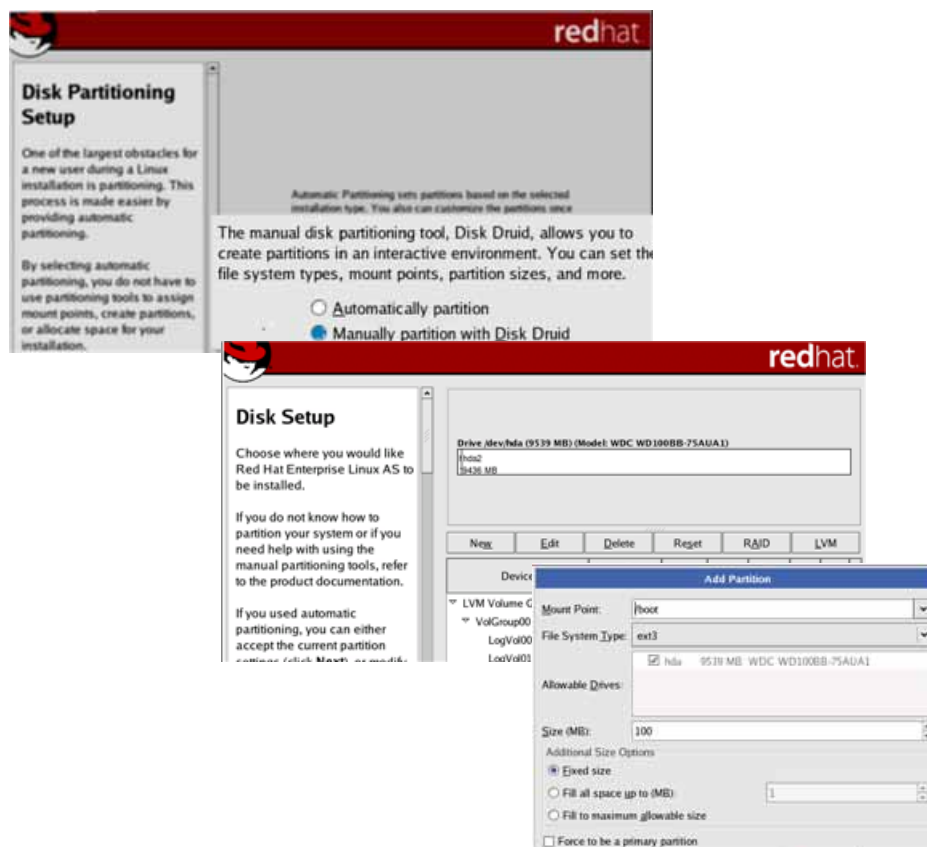 redhat
Disk Partitioning
Setup
One of the largest obstacles for
a new user during a Linux
installation is partitioning. This
process is made easier by
providing automatic
partitioning.
By selecting automatic
partitioning, you do not have to
use partitioning tools to assign
mount points, create partitions,
or allocate space for your
installation.
Automatic Partitioning sets partitions based on the selected
installation type. You also can customize the partitions once
The manual disk partitioning tool, Disk Druid, allows you to
create partitions in an interactive environment. You can set the
file system types, mount points, partition sizes, and more.
Automatically partition
Manually partition with Disk Druid
redhat.
Disk Setup
Choose where you would like
Red Hat Enterprise Linux AS to
be installed.
If you do not know how to
partition your system or if you
need help with using the
manual partitioning tools, refer
to the product documentation.
If you used automatic
partitioning, you can either
accept the current partition
settings (click Next), or modify
Drive /dev/hda (9539 MB) (Model: WDC WD100BB-75AUA1)
hda2
9436 MB
New Edit Delete Reset RAID LVM
Device
LVM Volume G
VolGroup00
LogVol00
LogVol01
Add Partition
Mount Point: /boot
File System Type: ext3
hda 9539 MB WDC WD100BB-75AUA1
Allowable Drives:
Size (MB): 100
Additional Size Options
Fixed size
Fill all space up to (MB): 1
Fill to maximum allowable size
Force to be a primary partition